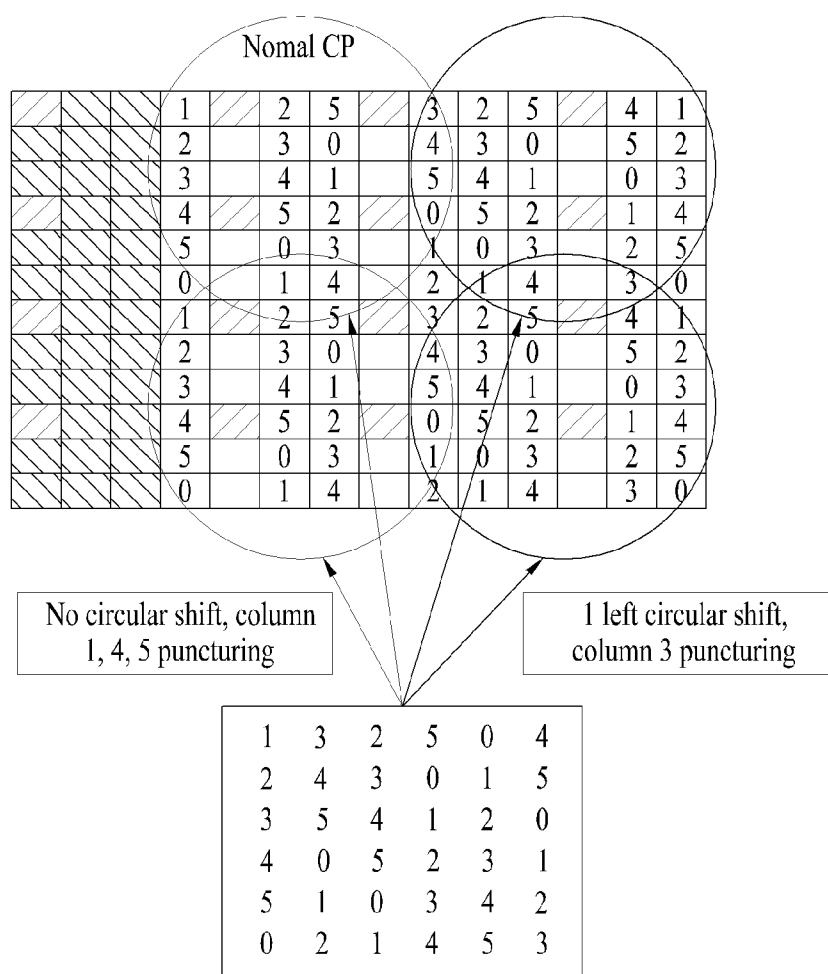 Nomal CP
1 2 5 3 2 5 4 1
2 3 0 4 3 0 5 2
3 4 1 5 4 1 0 3
4 5 2 0 5 2 1 4
5 0 3 1 0 3 2 5
0 1 4 2 1 4 3 0
1 2 5 3 2 5 4 1
2 3 0 4 3 0 5 2
3 4 1 5 4 1 0 3
4 5 2 0 5 2 1 4
5 0 3 1 0 3 2 5
0 1 4 2 1 4 3 0
No circular shift, column
1, 4, 5 puncturing
1 left circular shift,
column 3 puncturing
1 3 2 5 0 4
2 4 3 0 1 5
3 5 4 1 2 0
4 0 5 2 3 1
5 1 0 3 4 2
0 2 1 4 5 3